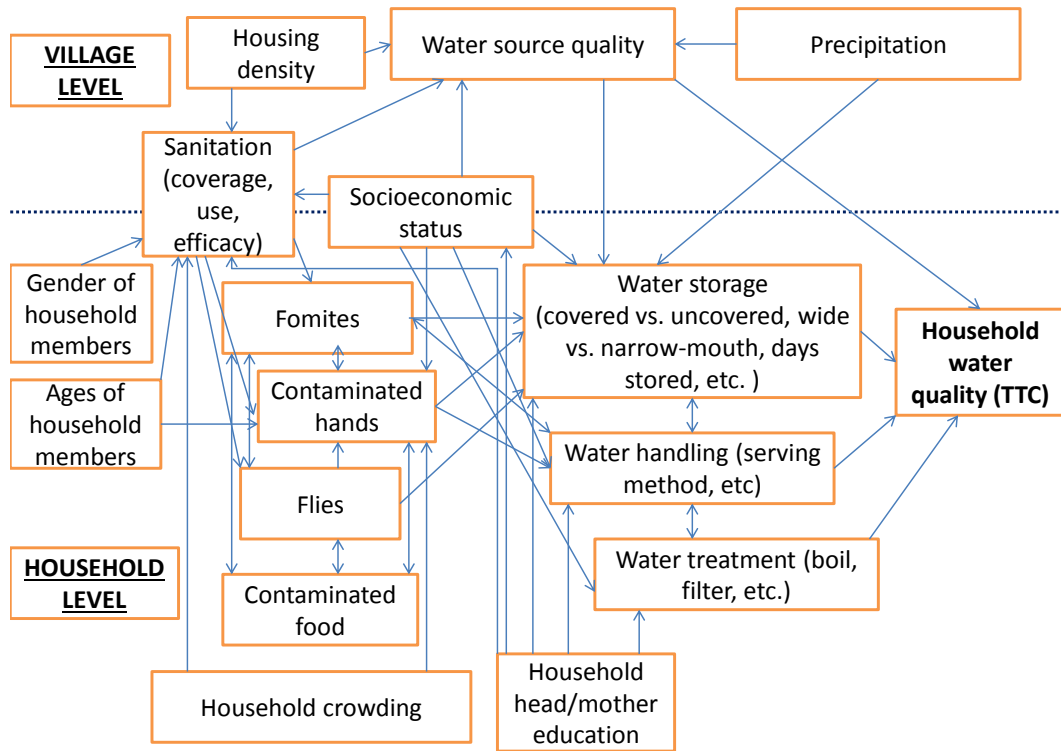 VILLAGE
LEVEL
Housing
density
Water source quality
Precipitation
Sanitation
(coverage,
use,
efficacy)
Socioeconomic
status
Gender of
household
members
Fomites
Water storage
(covered vs. uncovered, wide
vs. narrow-mouth, days
stored, etc. )
Household
water
quality (TTC)
Ages of
household
members
Contaminated
hands
Water handling (serving
method, etc)
Flies
Water treatment (boil,
filter, etc.)
HOUSEHOLD
LEVEL
Contaminated
food
Household crowding
Household
head/mother
education